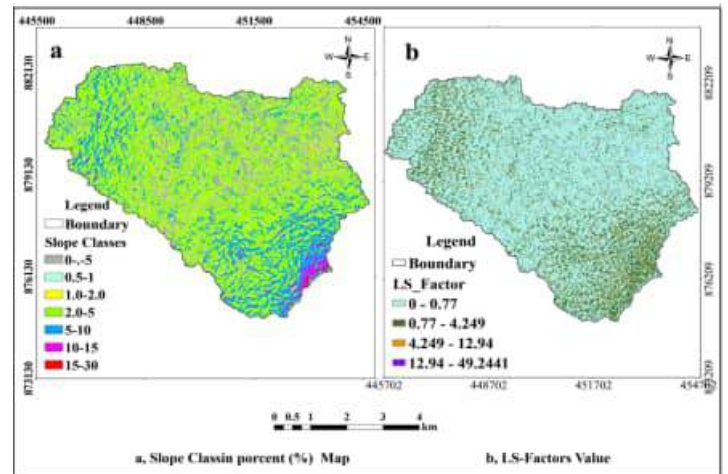 445500 448500 451500 454500
a
N
W E
S
882130
879130
876130
873130
Legend
Boundary
Slope Classes
0-.-5
0.5-1
1.0-2.0
2.0-5
5-10
10-15
15-30
b
N
W E
S
882209
879209
876209
Legend
Boundary
LS_Factor
0 - 0.77
0.77 - 4.249
4.249 - 12.94
12.94 - 49.2441
445702 451702
0 0.5 1 2 3 4
km
a, Slope Classin porcent (%) Map
b, LS-Factors Value